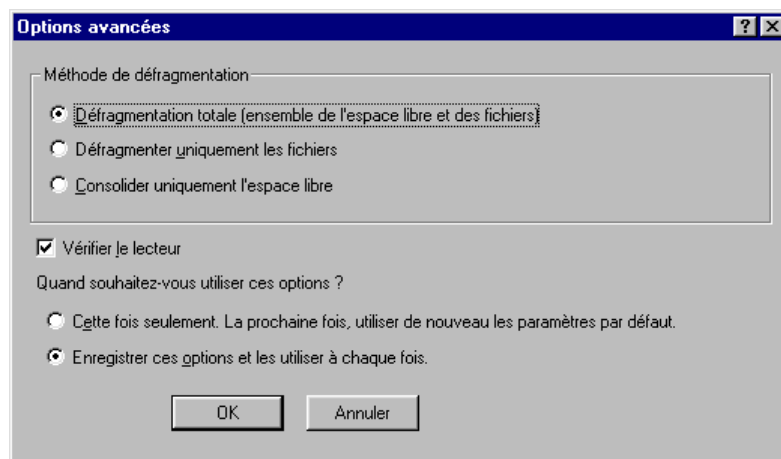 Options avancées
Méthode de défragmentation
Défragmentation totale (ensemble de l'espace libre et des fichiers)
Défragmenter uniquement les fichiers
Consolider uniquement l'espace libre
Vérifier le lecteur
Quand souhaitez-vous utiliser ces options ?
Cette fois seulement. La prochaine fois, utiliser de nouveau les paramètres par défaut.
Enregistrer ces options et les utiliser à chaque fois.
OK Annuler